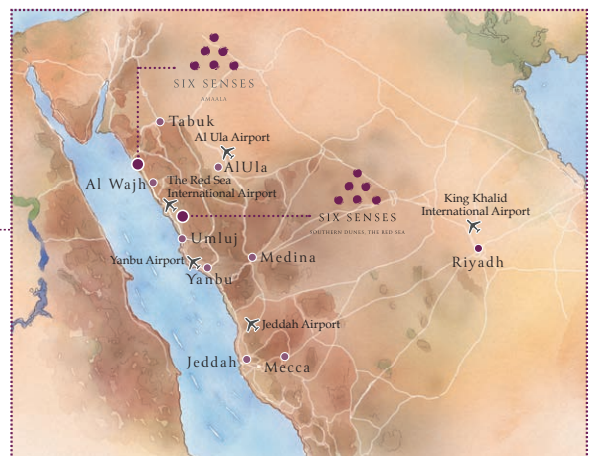 SIX SENSES
AMAALA
Tabuk
Al Ula Airport
AlUla
Al Wajh
The Red Sea
International Airport
SIX SENSES
SOUTHERN DUNES, THE RED SEA
King Khalid
International Airport
Umluj
Riyadh
Medina
Yanbu Airport
Yanbu
Jeddah Airport
Jeddah
Mecca